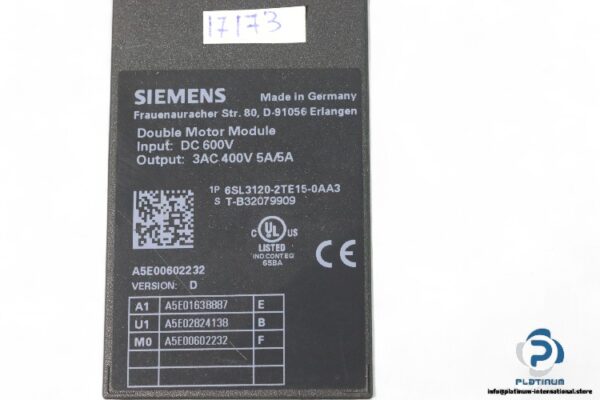 17173
SIEMENS Made in Germany
Frauenauracher Str. 80, D-91056 Erlangen
Double Motor Module
Input: DC 600V
Output: 3AC 400V 5A/5A
1P 6SL3120-2TE15-0AA3
S T-B32079909
C UL US
LISTED
IND CONT EQ
65BA
CE
A5E00602232
VERSION: D
A1 A5E01638887 E
U1 A5E02824138 B
M0 A5E00602232 F
PLATINUM
info@platinum-international.store